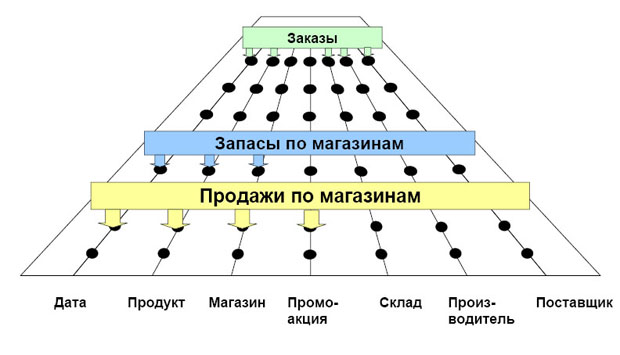 Заказы
Запасы по магазинам
Продажи по магазинам
Дата Продукт Магазин Промо- Склад Произ- Поставщик
акция водитель